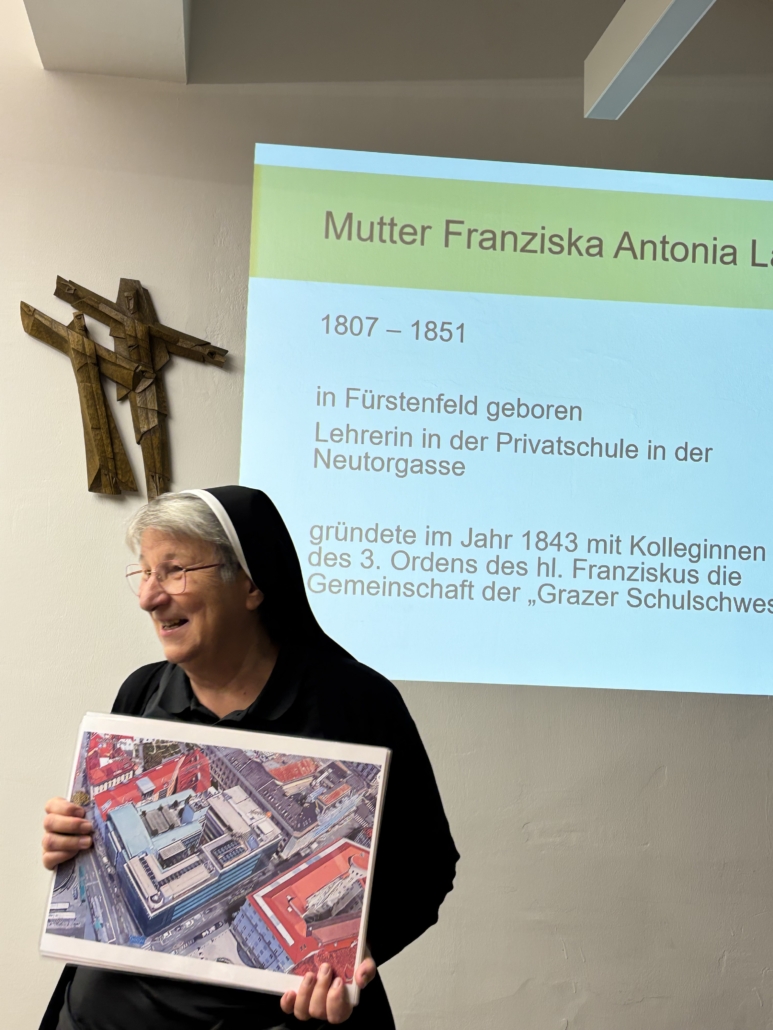 Mutter Franziska Antonia La
1807 – 1851
in Fürstenfeld geboren
Lehrerin in der Privatschule in der
Neutorgasse
gründete im Jahr 1843 mit Kolleginnen
des 3. Ordens des hl. Franziskus die
Gemeinschaft der „Grazer Schulschwes